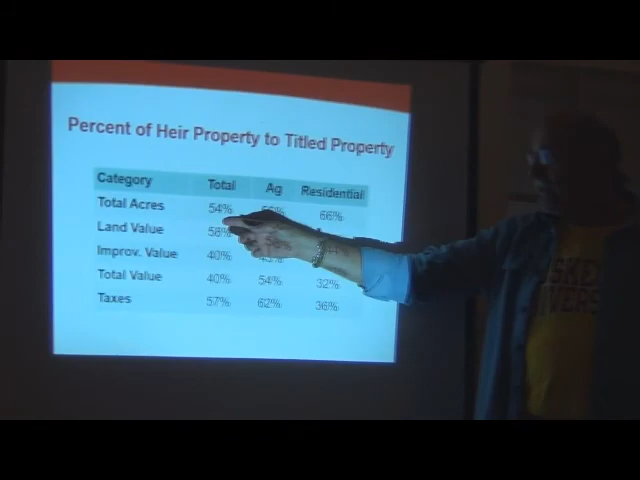 Percent of Heir Property to Titled Property
Category Total Ag Residential
Total Acres 54% 66%
Land Value 58%
Improv. Value 40%
Total Value 40% 54% 32%
Taxes 57% 62% 36%